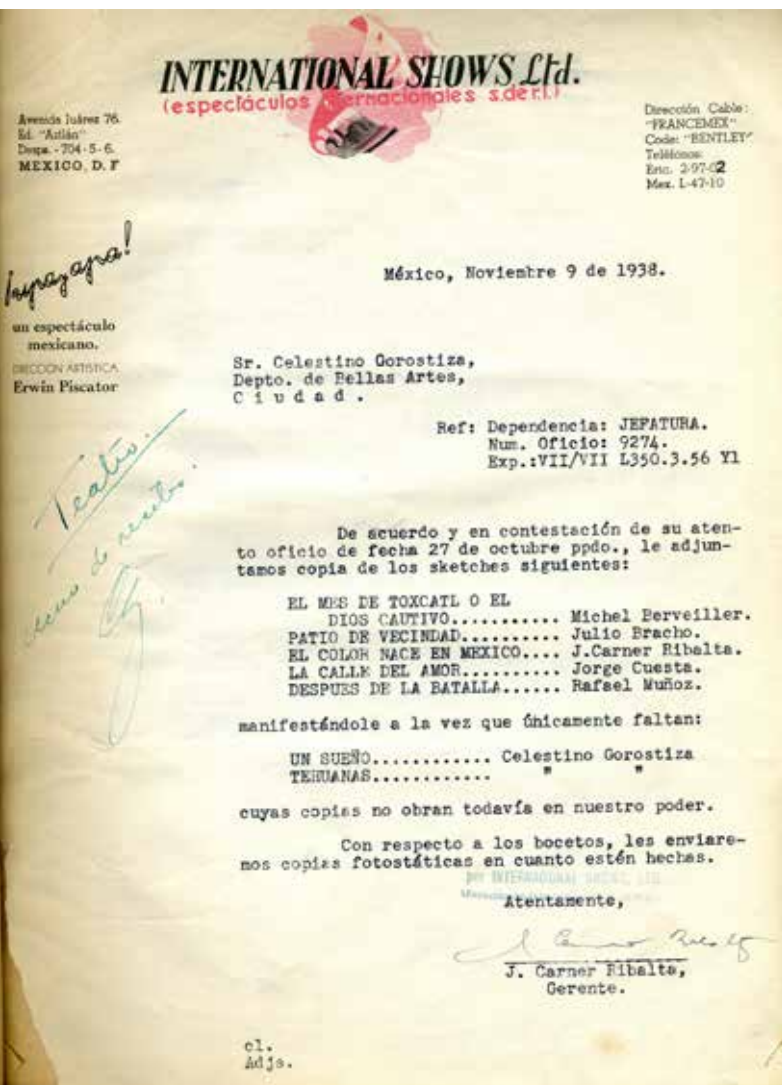 INTERNATIONAL SHOWS Ltd.
(espectáculos internacionales s.de r.l.)
Avenida Juárez 76.
Ed. "Aztlán"
Desps. - 704 - 5 - 6.
MEXICO, D. F
Dirección Cable:
"FRANCEMEX"
Code: "BENTLEY"
Teléfonos:
Eric. 2-97-02
Mex. L-47-10
un espectáculo
mexicano.
DIRECCION ARTISTICA
Erwin Piscator
México, Noviembre 9 de 1938.
Sr. Celestino Gorostiza,
Depto. de Bellas Artes,
C i u d a d .
Ref: Dependencia: JEFATURA.
Num. Oficio: 9274.
Exp.:VII/VII L350.3.56 Yl
Teatro.
de recibo.
De acuerdo y en contestación de su aten-
to oficio de fecha 27 de octubre ppdo., le adjun-
tamos copia de los sketches siguientes:
EL MES DE TOXCATL O EL
DIOS CAUTIVO........... Michel Berveiller.
PATIO DE VECINDAD.......... Julio Bracho.
EL COLOR NACE EN MEXICO.... J.Carner Ribalta.
LA CALLE DEL AMOR.......... Jorge Cuesta.
DESPUES DE LA BATALLA...... Rafael Muñoz.
manifestándole a la vez que únicamente faltan:
UN SUEÑO............ Celestino Gorostiza
TEHUANAS............ " "
cuyas copias no obran todavía en nuestro poder.
Con respecto a los bocetos, les enviare-
mos copias fotostáticas en cuanto estén hechas.
por INTERNATIONAL SHOWS, LTD.
Atentamente,
J. Carner Ribalta,
Gerente.
cl.
Adjs.